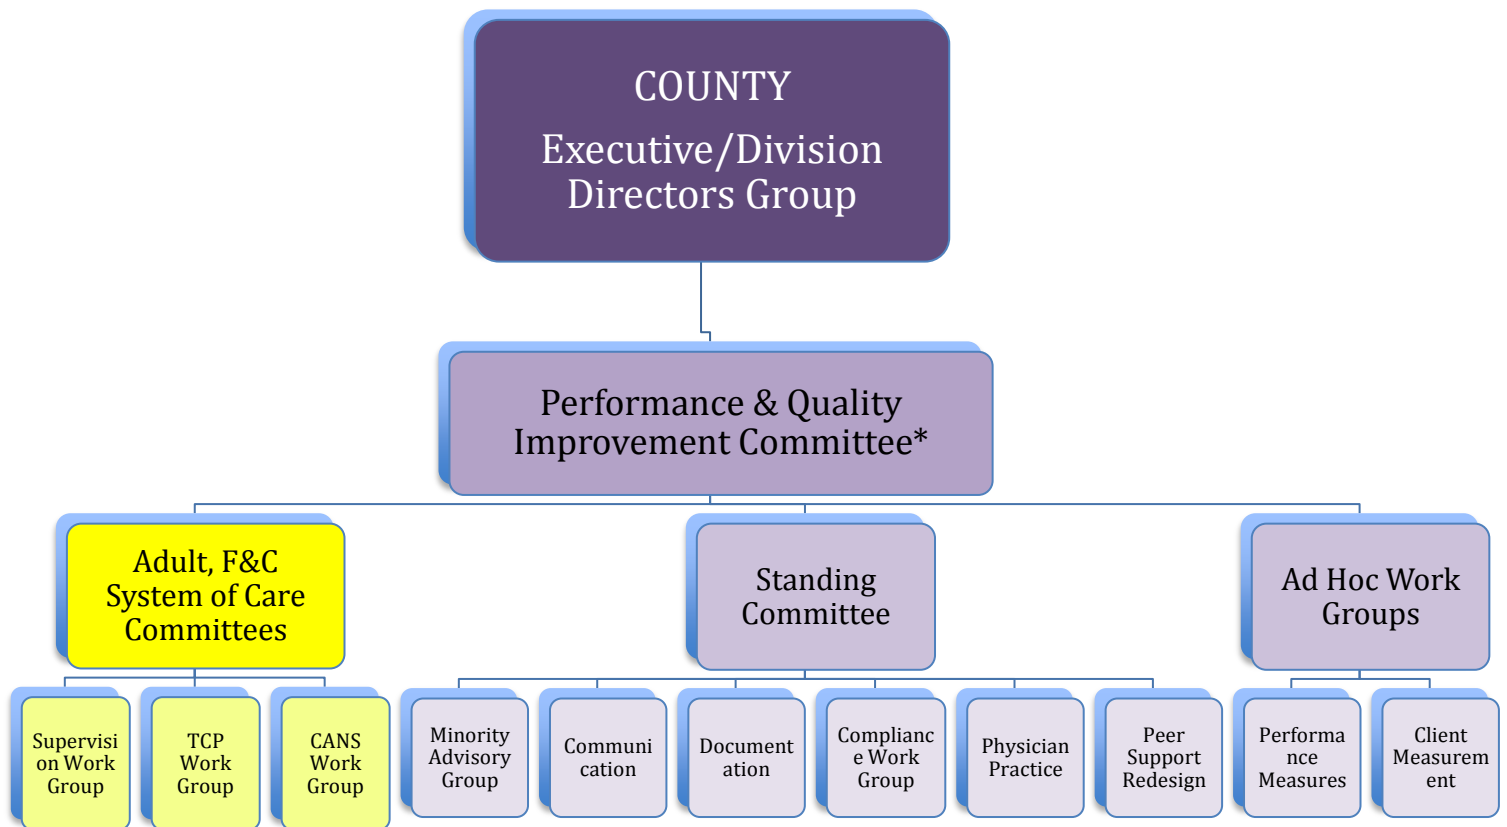 COUNTY
Executive/Division
Directors Group
Performance & Quality
Improvement Committee*
Adult, F&C
System of Care
Committees
Standing
Committee
Ad Hoc Work
Groups
Supervisi
on Work
Group
TCP
Work
Group
CANS
Work
Group
Minority
Advisory
Group
Communi
cation
Document
ation
Complianc
e Work
Group
Physician
Practice
Peer
Support
Redesign
Performa
nce
Measures
Client
Measurem
ent